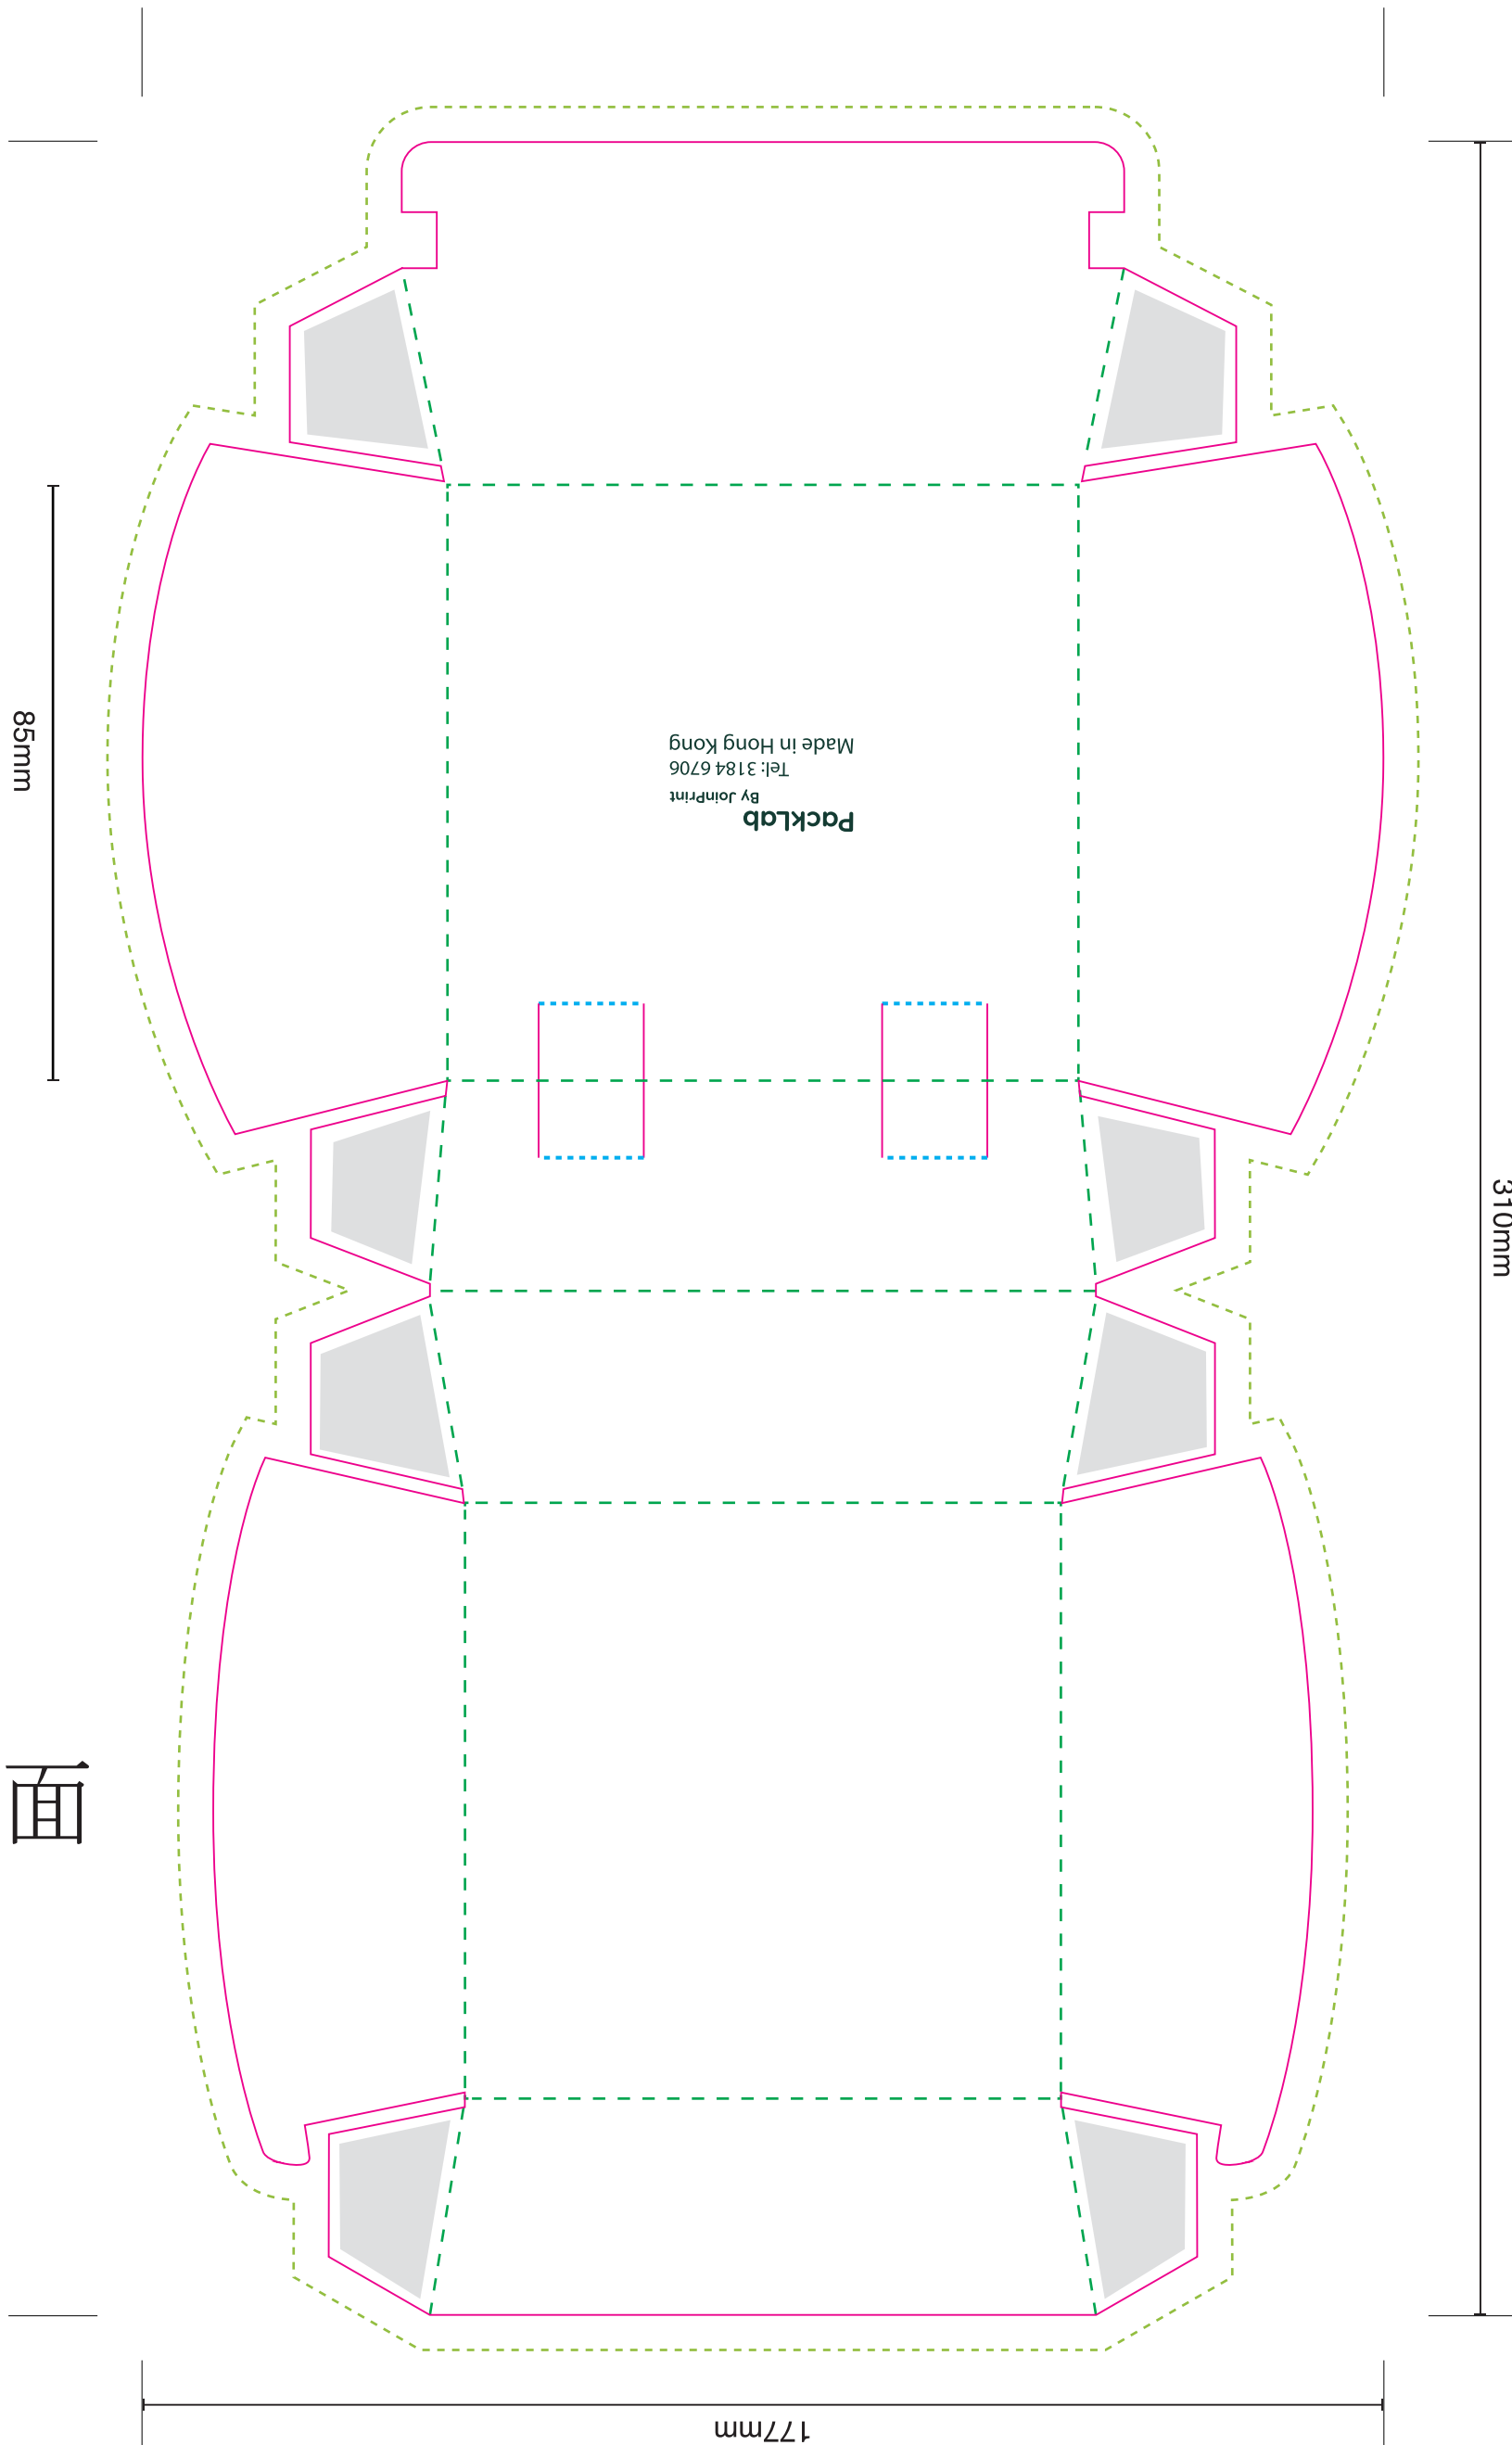 PackLab
By JoinPrint
Tel: 3184 6706
Made in Hong Kong
85mm
310mm
177mm
面